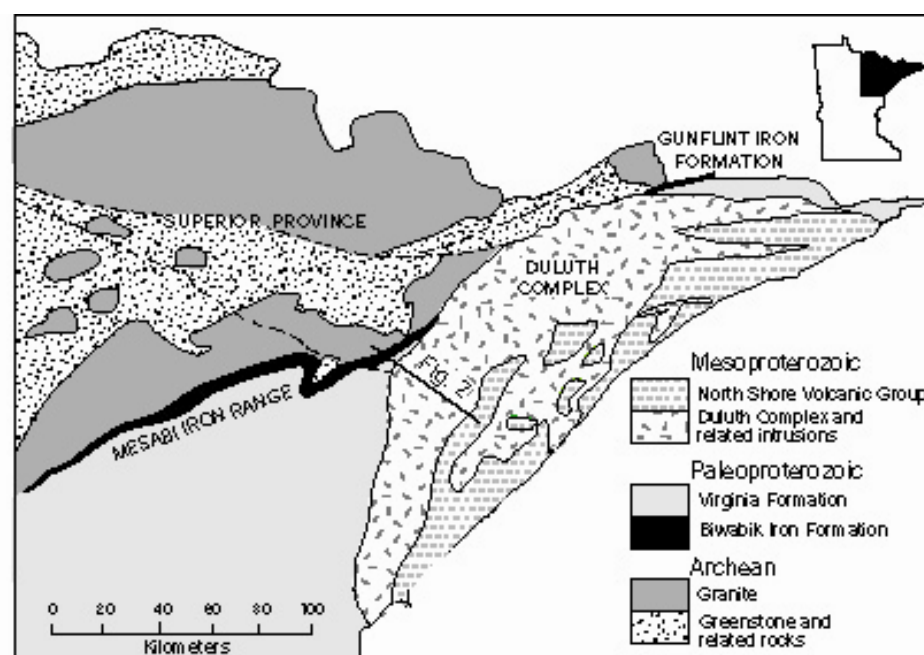 GUNFLINT IRON
FORMATION
SUPERIOR PROVINCE
DULUTH
COMPLEX
Fig. 2
MESABI IRON RANGE
Mesoproterozoic
North Shore Volcanic Group
Duluth Complex and
related intrusions
Paleoproterozoic
Virginia Formation
Biwabik Iron Formation
Archean
Granite
Greenstone and
related rocks
0 20 40 60 80 100
Kilometers